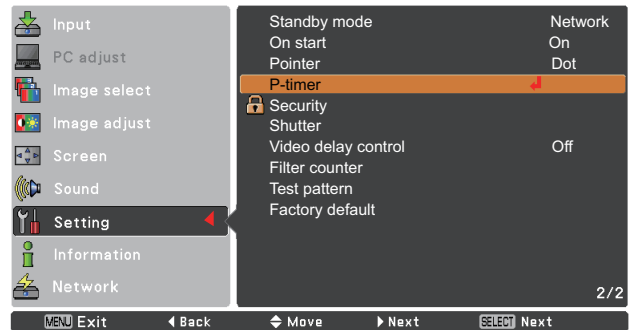 Input
PC adjust
Image select
Image adjust
Screen
Sound
Setting
Information
Network
Standby mode Network
On start On
Pointer Dot
P-timer
Security
Shutter
Video delay control Off
Filter counter
Test pattern
Factory default
2/2
MENU Exit Back Move Next SELECT Next